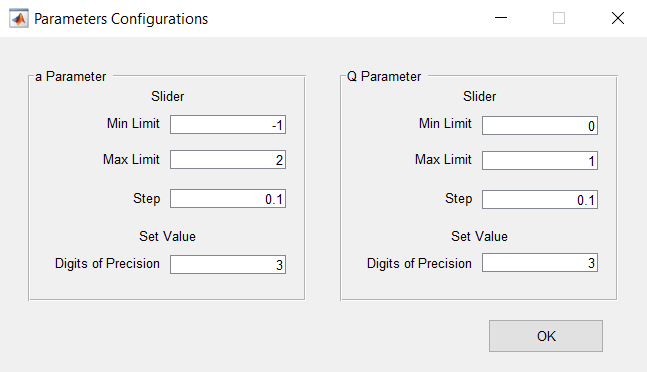 Parameters Configurations
a Parameter
Slider
Min Limit -1
Max Limit 2
Step 0.1
Set Value
Digits of Precision 3
Q Parameter
Slider
Min Limit 0
Max Limit 1
Step 0.1
Set Value
Digits of Precision 3
OK